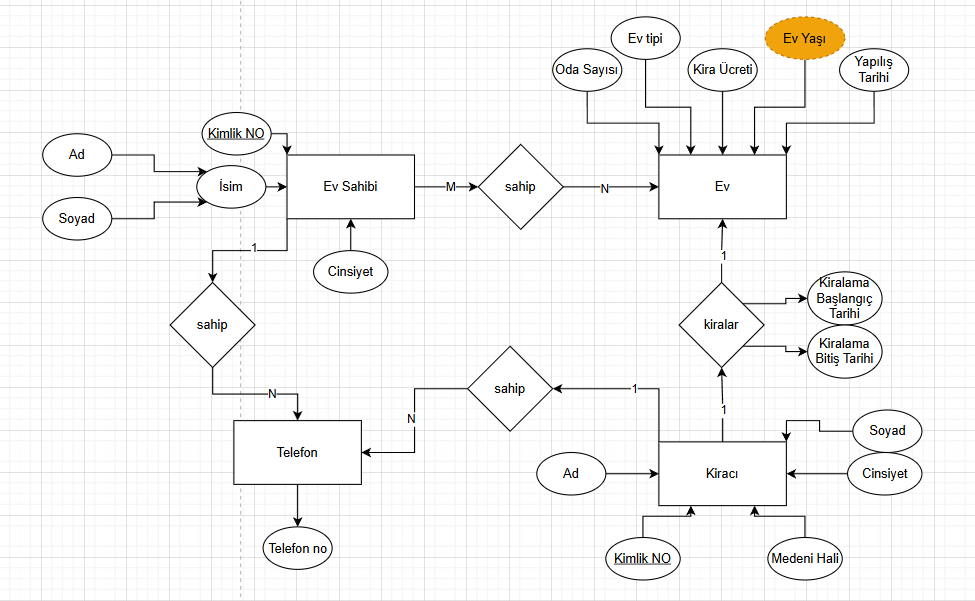 Ev tipi
Ev Yaşı
Oda Sayısı
Kira Ücreti
Yapılış
Tarihi
Kimlik NO
Ad
İsim
Soyad
Ev Sahibi
M
sahip
N
Ev
1
Cinsiyet
1
Kiralama
Başlangıç
Tarihi
sahip
kiralar
Kiralama
Bitiş Tarihi
N
sahip
1
1
N
Soyad
Telefon
Ad
Kiracı
Cinsiyet
Telefon no
Kimlik NO
Medeni Hali